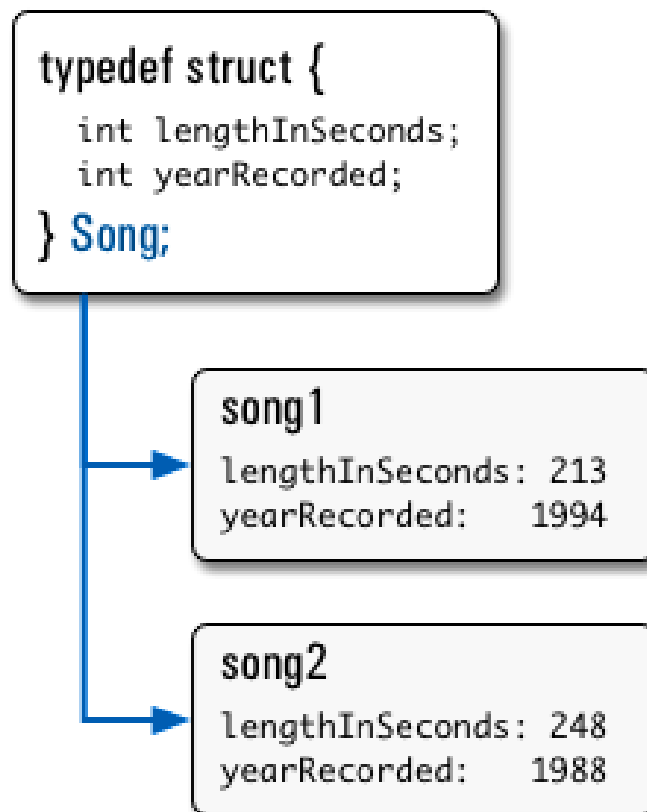 typedef struct {
int lengthInSeconds;
int yearRecorded;
} Song;
song1
lengthInSeconds: 213
yearRecorded: 1994
song2
lengthInSeconds: 248
yearRecorded: 1988